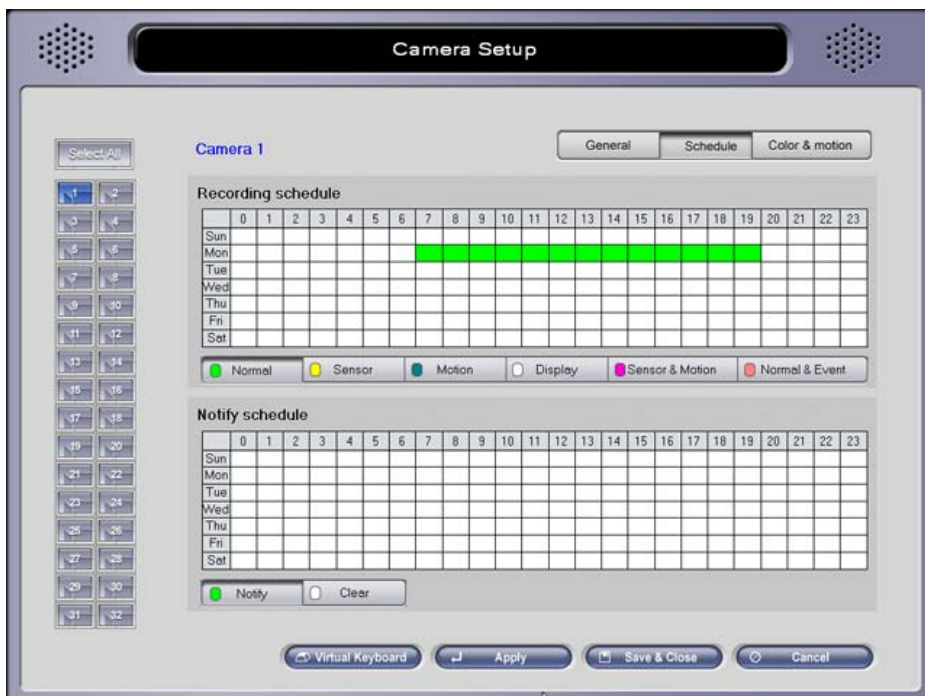 Camera Setup
Select All
Camera 1
General Schedule Color & motion
1 2
3 4
5 6
7 8
9 10
11 12
13 14
15 16
17 18
19 20
21 22
23 24
25 26
27 28
29 30
31 32
Recording schedule
0 1 2 3 4 5 6 7 8 9 10 11 12 13 14 15 16 17 18 19 20 21 22 23
Sun
Mon
Tue
Wed
Thu
Fri
Sat
Normal Sensor Motion Display Sensor & Motion Normal & Event
Notify schedule
0 1 2 3 4 5 6 7 8 9 10 11 12 13 14 15 16 17 18 19 20 21 22 23
Sun
Mon
Tue
Wed
Thu
Fri
Sat
Notify Clear
Virtual Keyboard Apply Save & Close Cancel